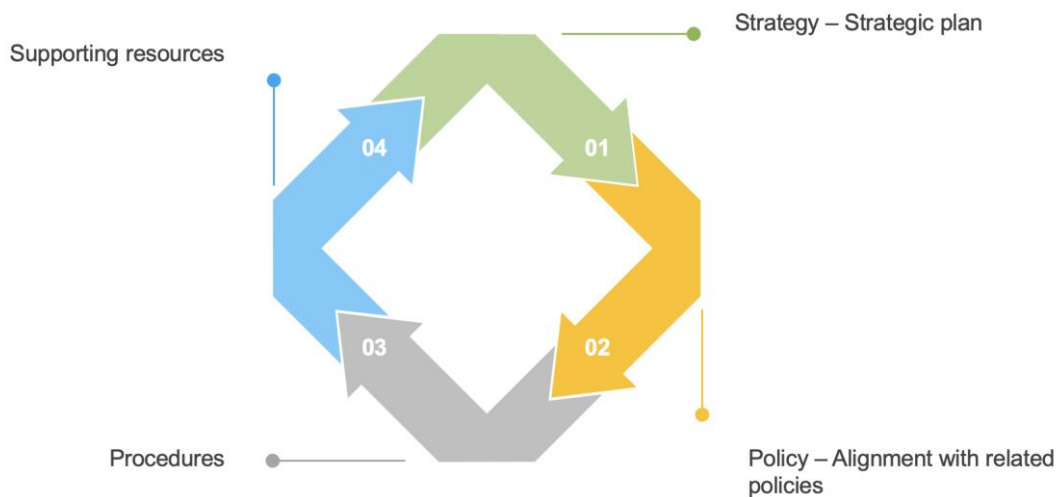 Strategy – Strategic plan
Supporting resources
04
01
03
02
Procedures
Policy – Alignment with related
policies